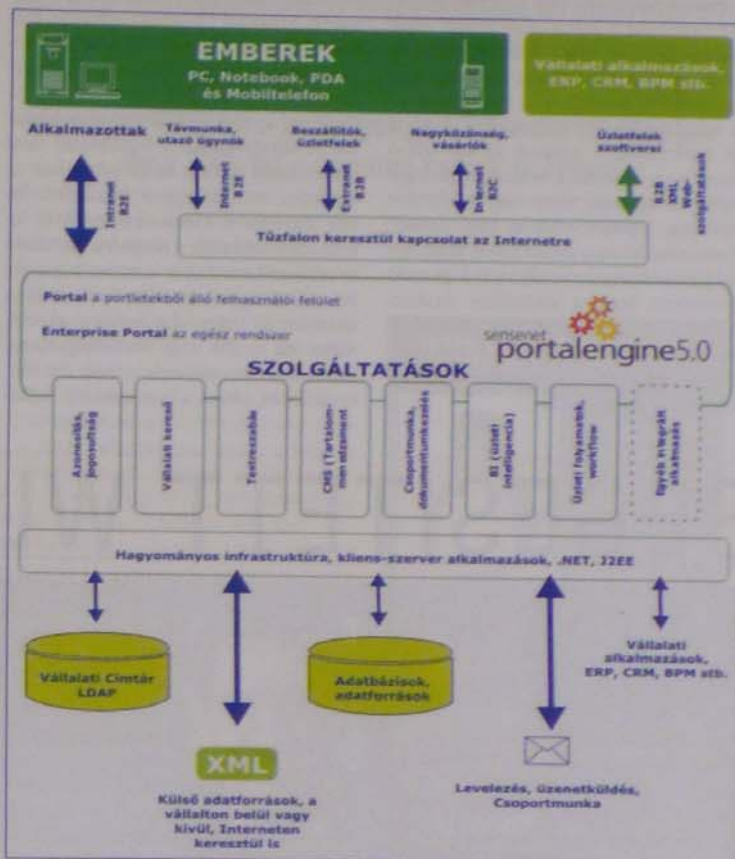 EMBEREK
PC, Notebook, PDA
és Mobiltelefon
Vállalati alkalmazások,
ERP, CRM, BPM stb.
Alkalmazottak
Távmunka,
utazó ügynök
Beszállítók,
üzletfelek
Nagyközönség,
vásárlók
Üzletfelek
szoftverei
Intranet
B2E
Internet
B2E
Extranet
B2B
Internet
B2C
B2B
XML
Web-
szolgáltatások
Tűzfalon keresztül kapcsolat az Internetre
Portal a portletekből álló felhasználói felület
Enterprise Portal az egész rendszer
sensenet
portalengine5.0
SZOLGÁLTATÁSOK
Azonosítás,
jogosultság
Vállalati kereső
Testreszabás
CMS (Tartalom-
menedzsment
Csoportmunka,
dokumentumkezelés
BI (üzleti
intelligencia)
Üzleti folyamatok,
workflow
Egyéb integrált
alkalmazás
Hagyományos infrastruktúra, kliens-szerver alkalmazások, .NET, J2EE
Vállalati Címtár
LDAP
Adatbázisok,
adatforrások
Vállalati
alkalmazások,
ERP, CRM, BPM stb.
XML
Külső adatforrások, a
vállalton belül vagy
kívül, Interneten
keresztül is
Levelezés, üzenetküldés,
Csoportmunka